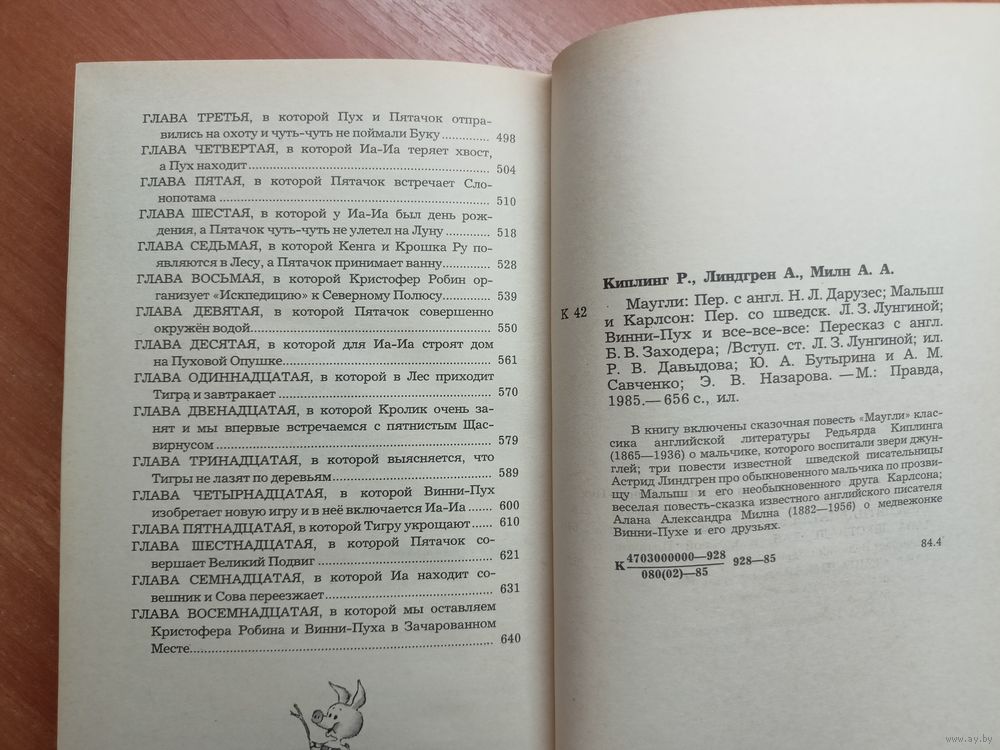 ГЛАВА ТРЕТЬЯ, в которой Пух и Пятачок отпра-
вились на охоту и чуть-чуть не поймали Буку ............ 498
ГЛАВА ЧЕТВЕРТАЯ, в которой Иа-Иа теряет хвост,
а Пух находит ............ 504
ГЛАВА ПЯТАЯ, в которой Пятачок встречает Сло-
нопотама ............ 510
ГЛАВА ШЕСТАЯ, в которой у Иа-Иа был день рож-
дения, а Пятачок чуть-чуть не улетел на Луну ............ 518
ГЛАВА СЕДЬМАЯ, в которой Кенга и Крошка Ру по-
являются в Лесу, а Пятачок принимает ванну ............ 528
ГЛАВА ВОСЬМАЯ, в которой Кристофер Робин ор-
ганизует «Искпедицию» к Северному Полюсу ............ 539
ГЛАВА ДЕВЯТАЯ, в которой Пятачок совершенно
окружён водой ............ 550
ГЛАВА ДЕСЯТАЯ, в которой для Иа-Иа строят дом
на Пуховой Опушке ............ 561
ГЛАВА ОДИННАДЦАТАЯ, в которой в Лес приходит
Тигра и завтракает ............ 570
ГЛАВА ДВЕНАДЦАТАЯ, в которой Кролик очень за-
нят и мы впервые встречаемся с пятнистым Щас-
вирнусом ............ 579
ГЛАВА ТРИНАДЦАТАЯ, в которой выясняется, что
Тигры не лазят по деревьям ............ 589
ГЛАВА ЧЕТЫРНАДЦАТАЯ, в которой Винни-Пух
изобретает новую игру и в неё включается Иа-Иа ............ 600
ГЛАВА ПЯТНАДЦАТАЯ, в которой Тигру укрощают ............ 610
ГЛАВА ШЕСТНАДЦАТАЯ, в которой Пятачок со-
вершает Великий Подвиг ............ 621
ГЛАВА СЕМНАДЦАТАЯ, в которой Иа находит со-
вешник и Сова переезжает ............ 631
ГЛАВА ВОСЕМНАДЦАТАЯ, в которой мы оставляем
Кристофера Робина и Винни-Пуха в Зачарованном
Месте ............ 640
Киплинг Р., Линдгрен А., Милн А. А.
К 42 Маугли: Пер. с англ. Н. Л. Дарузес; Малыш
и Карлсон: Пер. со шведск. Л. З. Лунгиной;
Винни-Пух и все-все-все: Пересказ с англ.
Б. В. Заходера; /Вступ. ст. Л. З. Лунгиной; ил.
Р. В. Давыдова; Ю. А. Бутырина и А. М.
Савченко; Э. В. Назарова. — М.: Правда,
1985.— 656 с., ил.
В книгу включены сказочная повесть «Маугли» клас-
сика английской литературы Редьярда Киплинга
(1865—1936) о мальчике, которого воспитали звери джун-
глей; три повести известной шведской писательницы
Астрид Линдгрен про обыкновенного мальчика по прозви-
щу Малыш и его необыкновенного друга Карлсона;
веселая повесть-сказка известного английского писателя
Алана Александра Милна (1882—1956) о медвежонке
Винни-Пухе и его друзьях.
К 4703000000—928
080(02)—85
928—85
84.4
www.ay.by